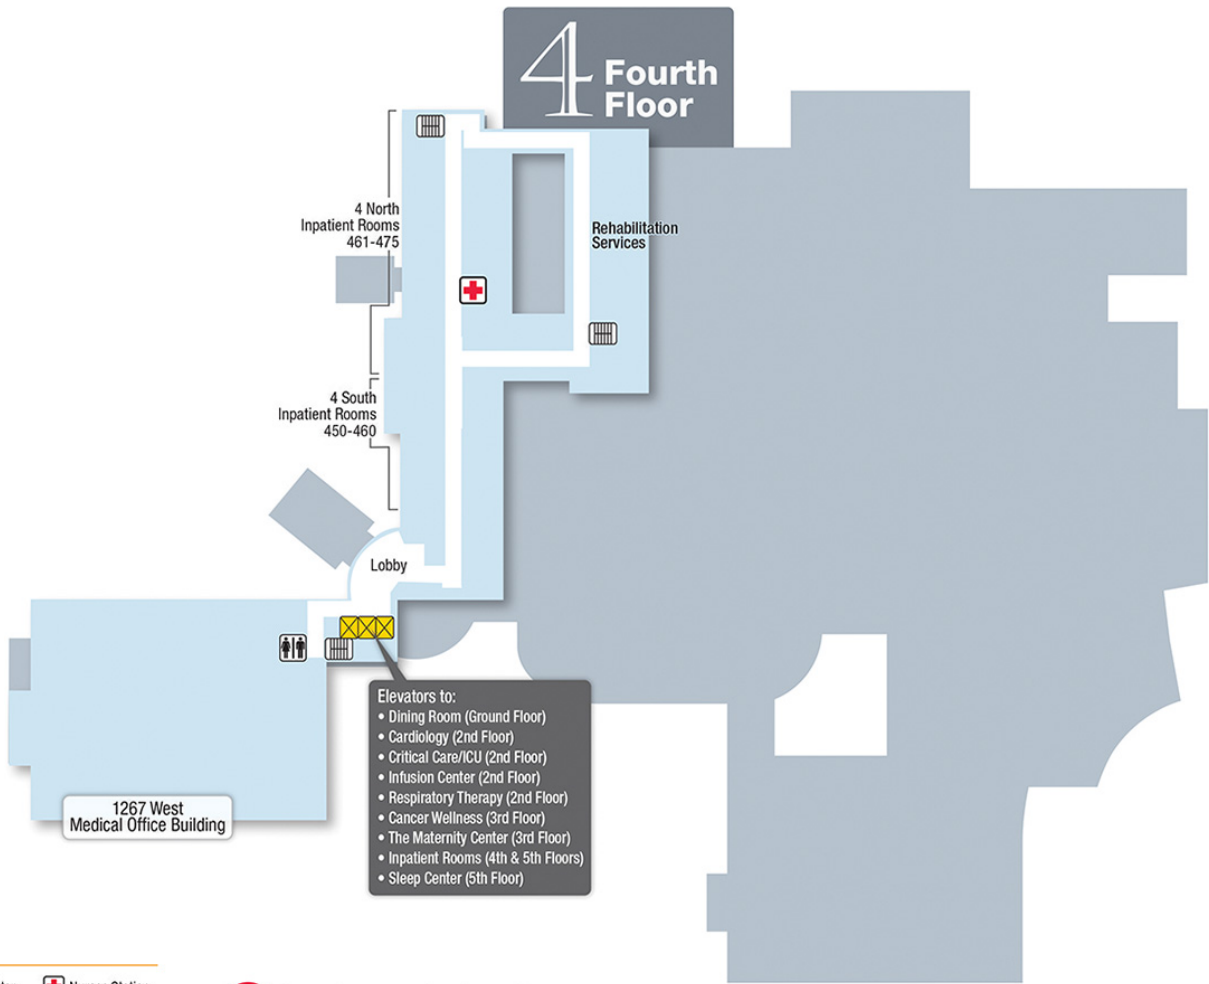 4 Fourth
Floor
4 North
Inpatient Rooms
461-475
Rehabilitation
Services
4 South
Inpatient Rooms
450-460
Lobby
Elevators to:
• Dining Room (Ground Floor)
• Cardiology (2nd Floor)
• Critical Care/ICU (2nd Floor)
• Infusion Center (2nd Floor)
• Respiratory Therapy (2nd Floor)
• Cancer Wellness (3rd Floor)
• The Maternity Center (3rd Floor)
• Inpatient Rooms (4th & 5th Floors)
• Sleep Center (5th Floor)
1267 West
Medical Office Building